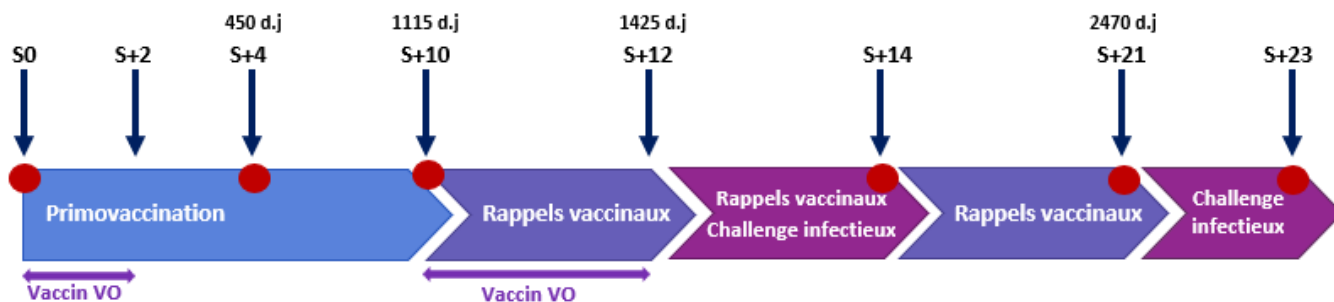 450 d.j
1115 d.j
1425 d.j
2470 d.j
S0
S+2
S+4
S+10
S+12
S+14
S+21
S+23
Primovaccination
Rappels vaccinaux
Rappels vaccinaux
Challenge infectieux
Rappels vaccinaux
Challenge
infectieux
Vaccin VO
Vaccin VO